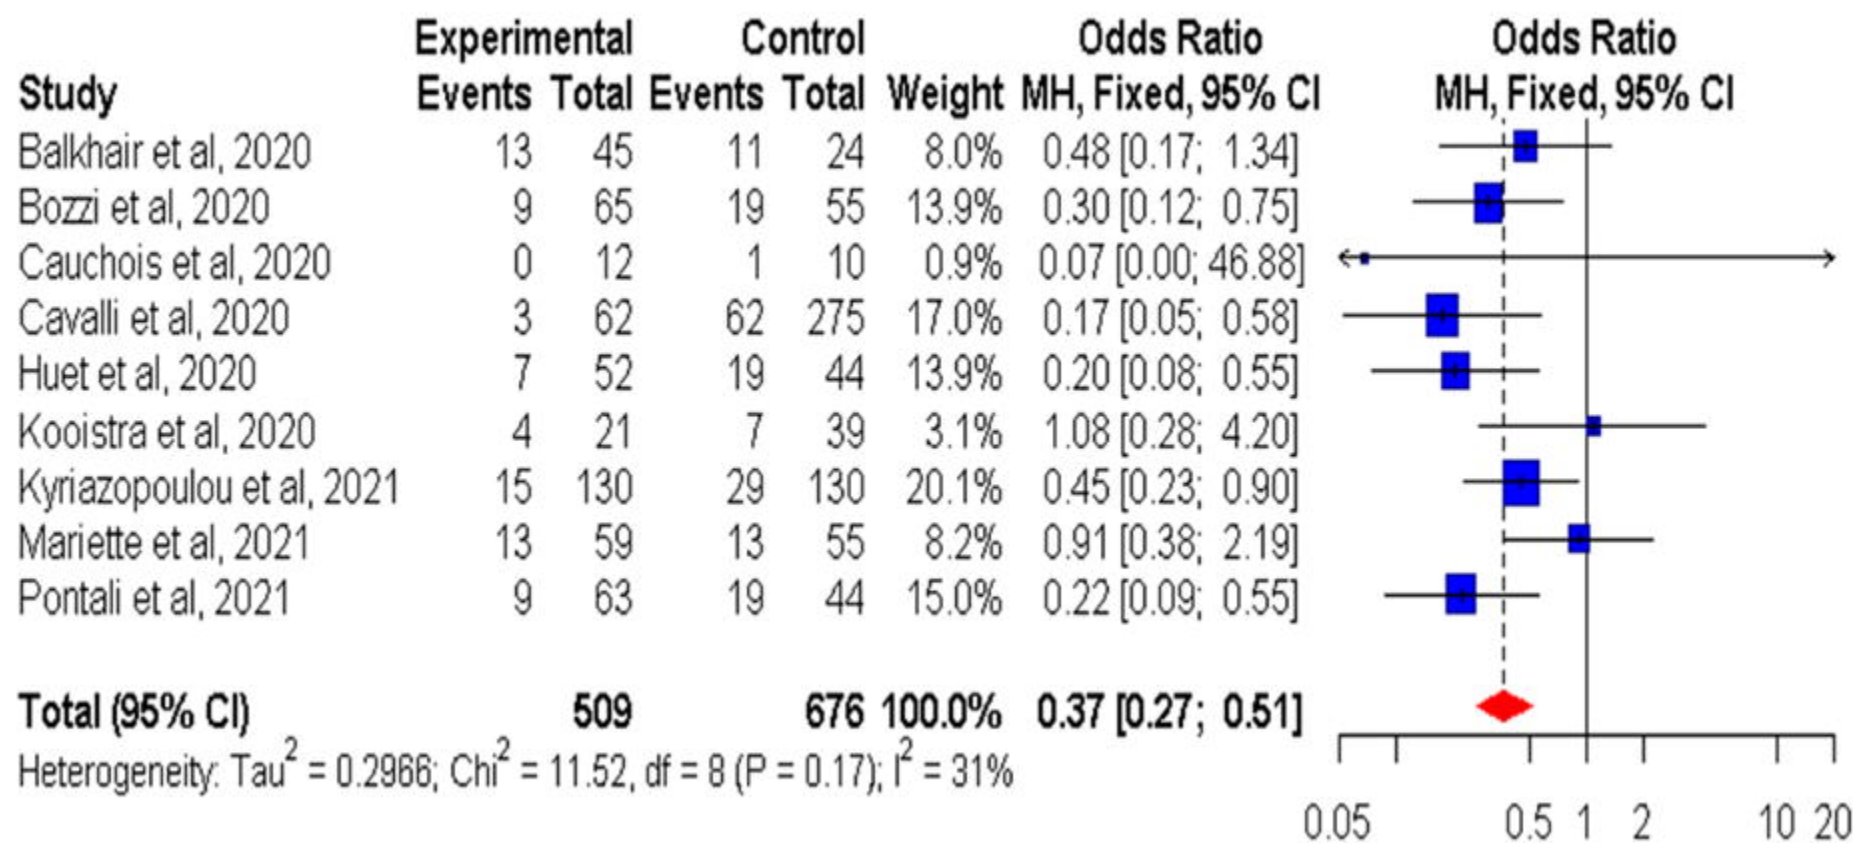 Experimental Control Odds Ratio Odds Ratio
Study Events Total Events Total Weight MH, Fixed, 95% CI MH, Fixed, 95% CI
Balkhair et al, 2020 13 45 11 24 8.0% 0.48 [0.17; 1.34]
Bozzi et al, 2020 9 65 19 55 13.9% 0.30 [0.12; 0.75]
Cauchois et al, 2020 0 12 1 10 0.9% 0.07 [0.00; 46.88]
Cavalli et al, 2020 3 62 62 275 17.0% 0.17 [0.05; 0.58]
Huet et al, 2020 7 52 19 44 13.9% 0.20 [0.08; 0.55]
Kooistra et al, 2020 4 21 7 39 3.1% 1.08 [0.28; 4.20]
Kyriazopoulou et al, 2021 15 130 29 130 20.1% 0.45 [0.23; 0.90]
Mariette et al, 2021 13 59 13 55 8.2% 0.91 [0.38; 2.19]
Pontali et al, 2021 9 63 19 44 15.0% 0.22 [0.09; 0.55]
Total (95% CI) 509 676 100.0% 0.37 [0.27; 0.51]
Heterogeneity: Tau² = 0.2966; Chi² = 11.52, df = 8 (P = 0.17); I² = 31%
0.05 0.5 1 2 10 20